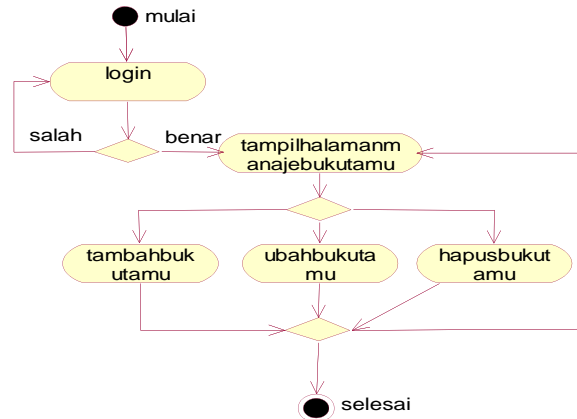 mulai
login
salah
benar
tampilhalamanm
anajebukutamu
tambahbuk
utamu
ubahbukuta
mu
hapusbukut
amu
selesai